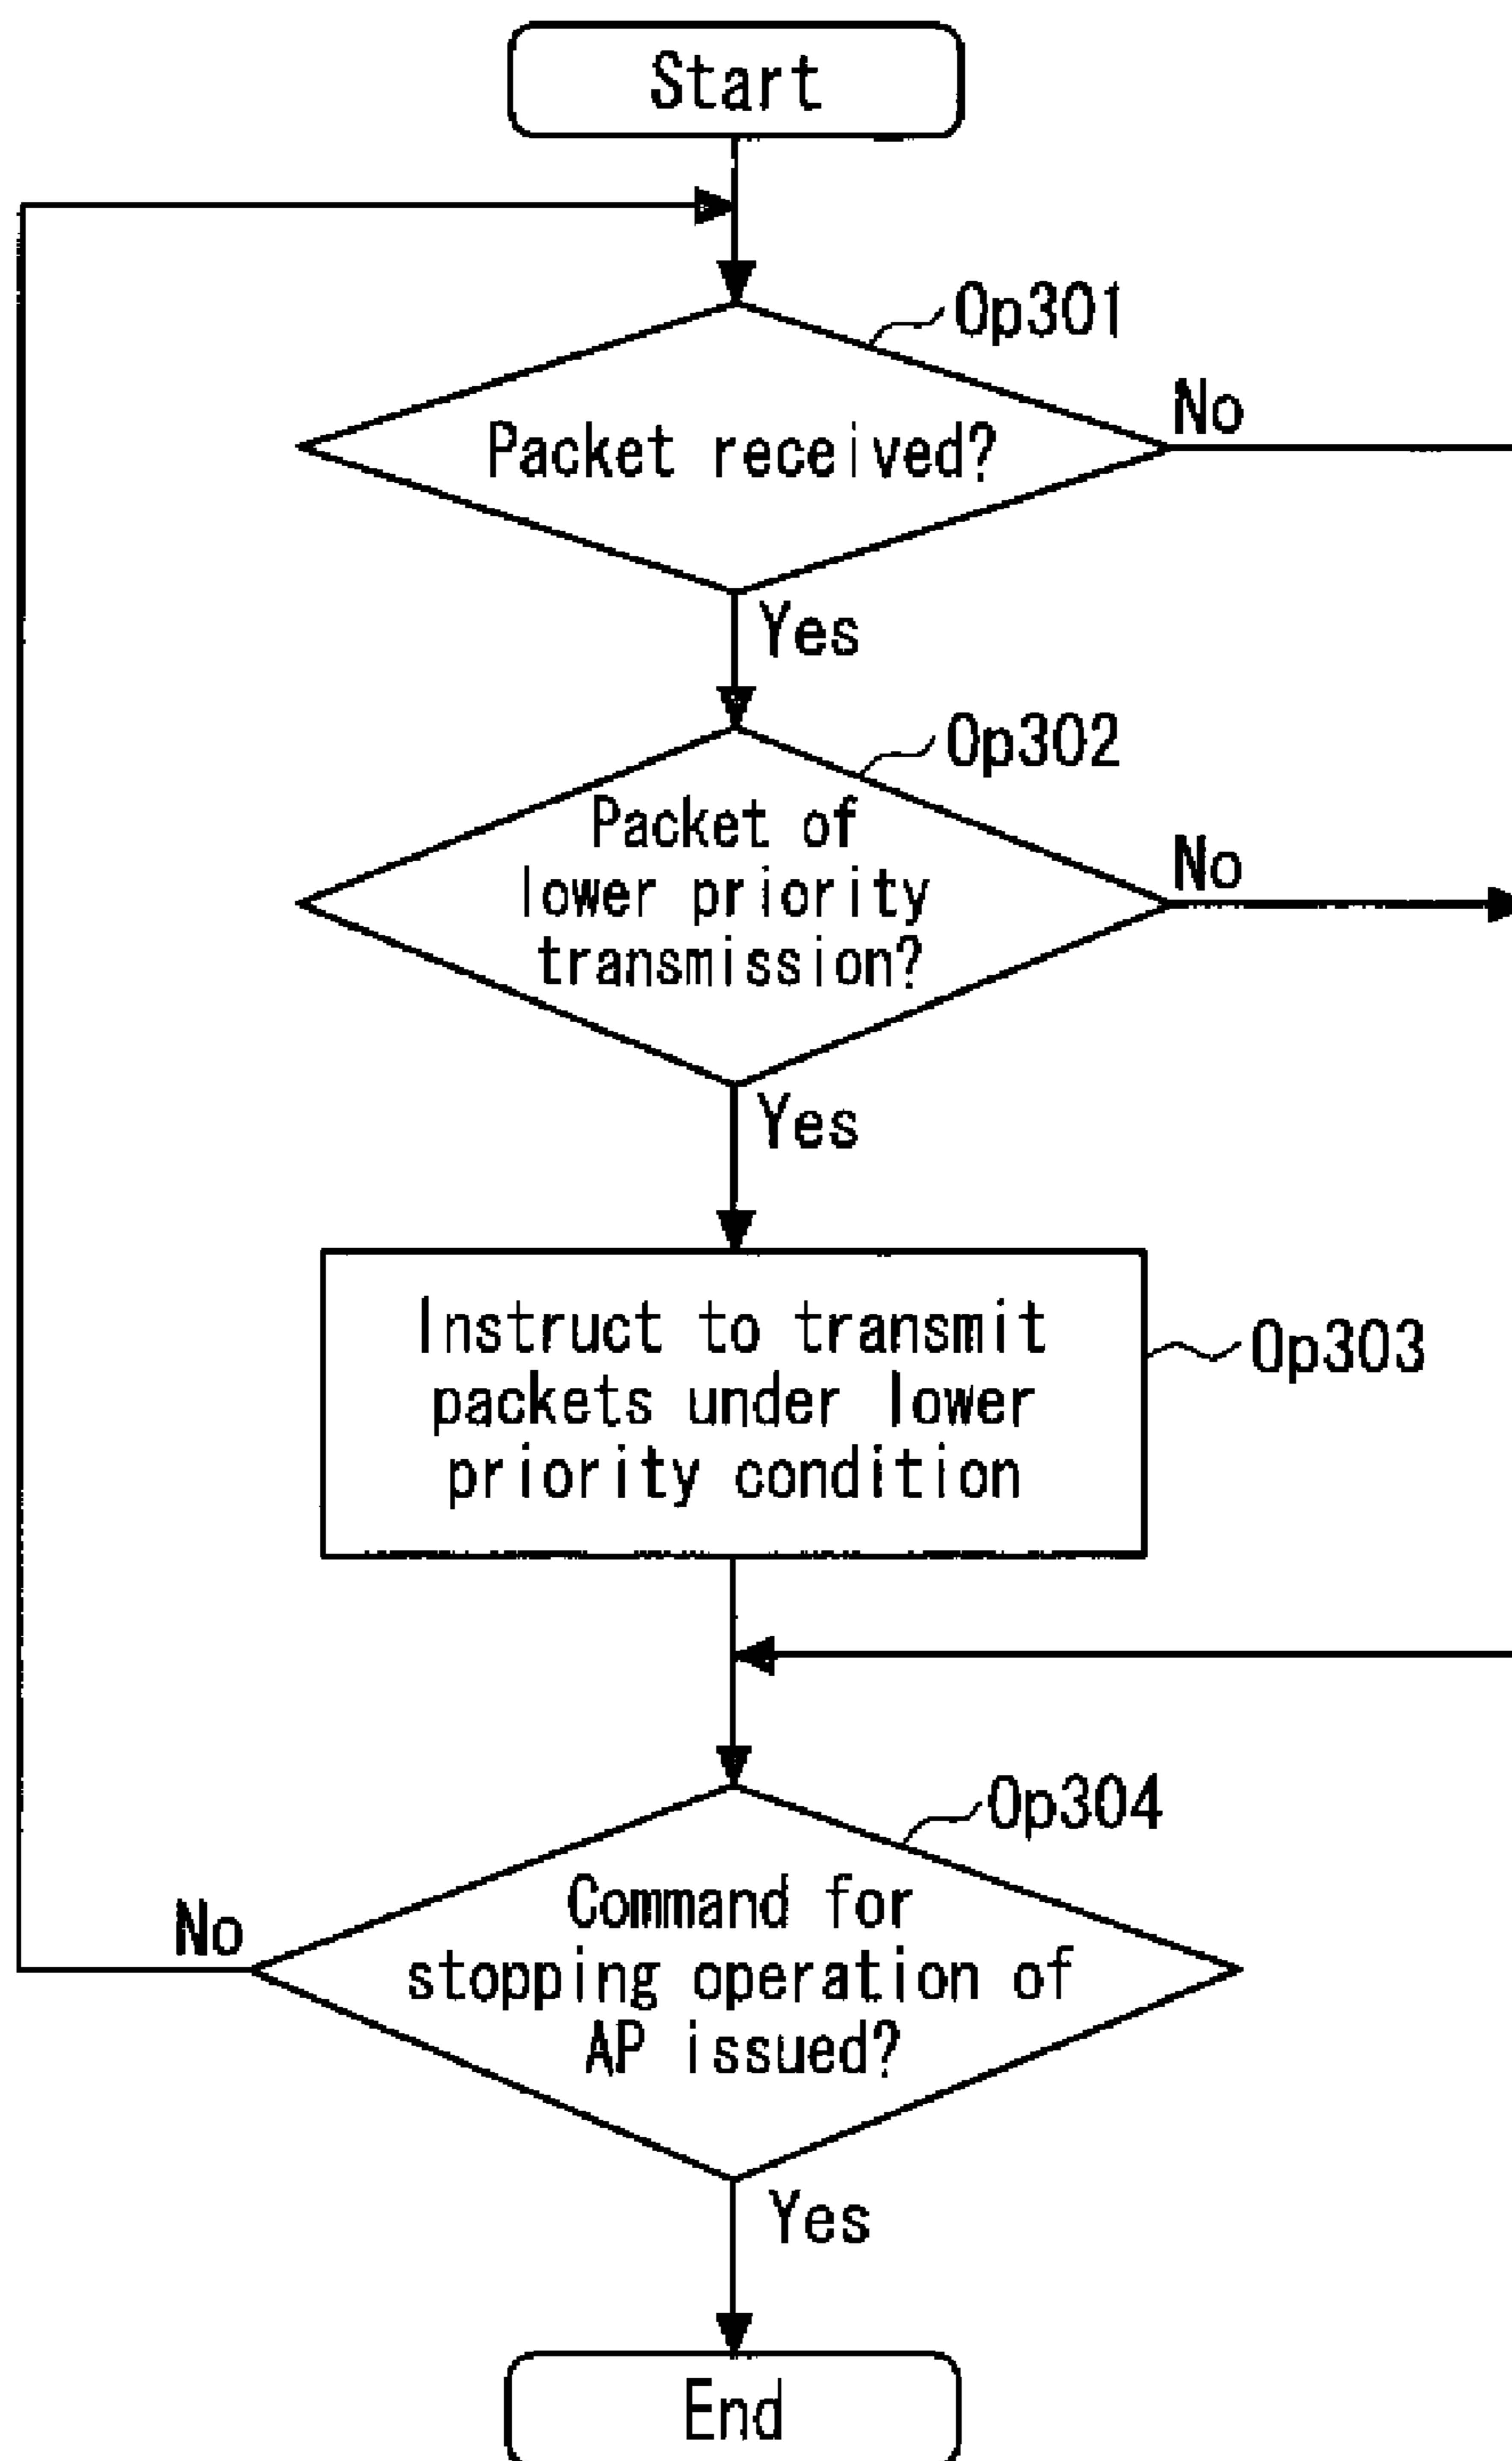 Start
Op301
No
Packet received?
Yes
Op302
Packet of
lower priority
transmission?
No
Yes
Instruct to transmit
packets under lower
priority condition
Op303
Op304
Command for
stopping operation of
AP issued?
No
Yes
End